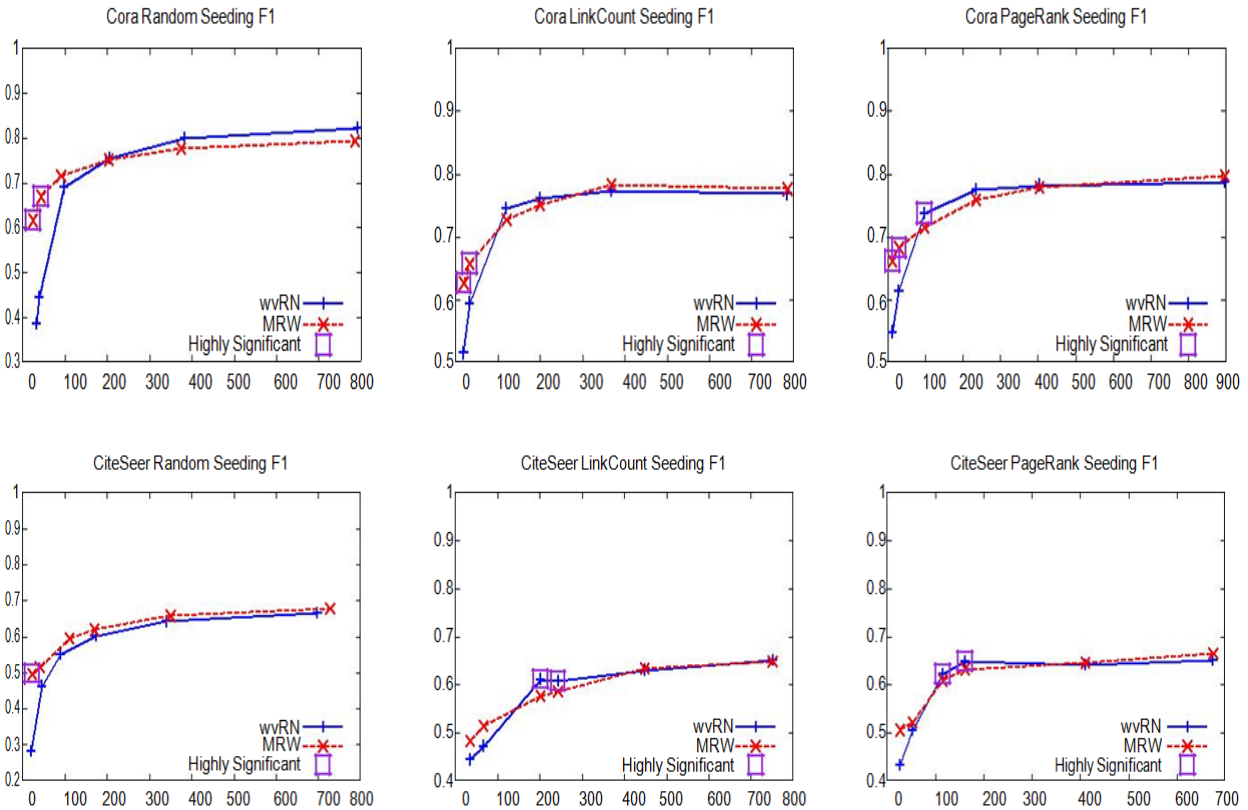 Cora Random Seeding F1
1
0.9
0.8
0.7
0.6
0.5
0.4
0.3
0 100 200 300 400 500 600 700 800
wvRN
MRW
Highly Significant
Cora LinkCount Seeding F1
1
0.9
0.8
0.7
0.6
0.5
0 100 200 300 400 500 600 700 800
wvRN
MRW
Highly Significant
Cora PageRank Seeding F1
1
0.9
0.8
0.7
0.6
0.5
0 100 200 300 400 500 600 700 800 900
wvRN
MRW
Highly Significant
CiteSeer Random Seeding F1
1
0.9
0.8
0.7
0.6
0.5
0.4
0.3
0.2
0 100 200 300 400 500 600 700 800
wvRN
MRW
Highly Significant
CiteSeer LinkCount Seeding F1
1
0.9
0.8
0.7
0.6
0.5
0.4
0 100 200 300 400 500 600 700 800
wvRN
MRW
Highly Significant
CiteSeer PageRank Seeding F1
1
0.9
0.8
0.7
0.6
0.5
0.4
0 100 200 300 400 500 600 700
wvRN
MRW
Highly Significant